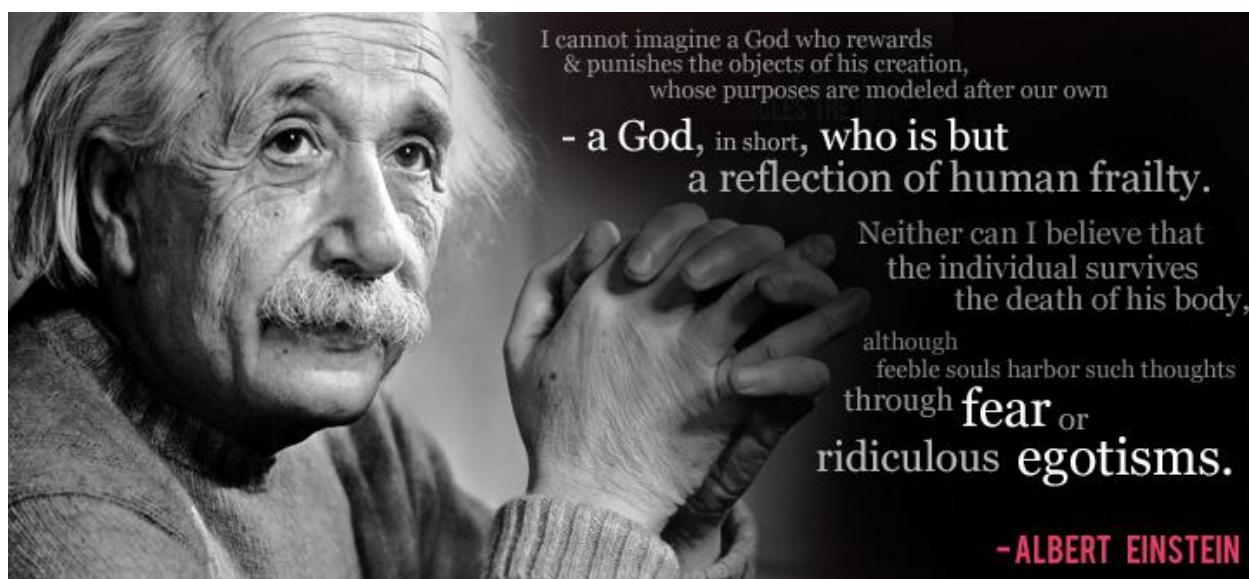 I cannot imagine a God who rewards
& punishes the objects of his creation,
whose purposes are modeled after our own
- a God, in short, who is but
a reflection of human frailty.
Neither can I believe that
the individual survives
the death of his body,
although
feeble souls harbor such thoughts
through fear or
ridiculous egotisms.
-ALBERT EINSTEIN